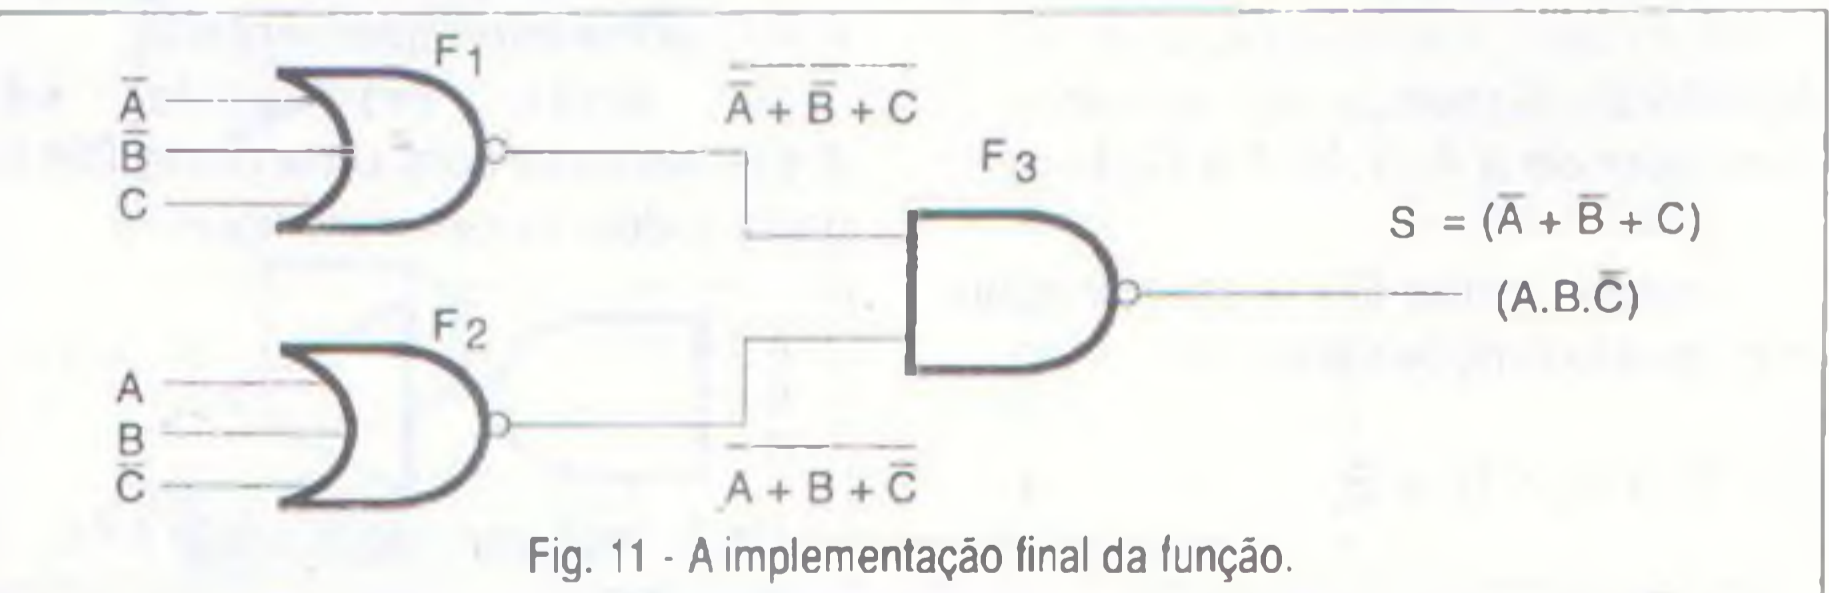 F1
A̅
B̅
C
A̅ + B̅ + C
F3
S = (A̅ + B̅ + C)
(A.B.C̅)
F2
A
B
C̅
A + B + C̅
Fig. 11 - A implementação final da função.